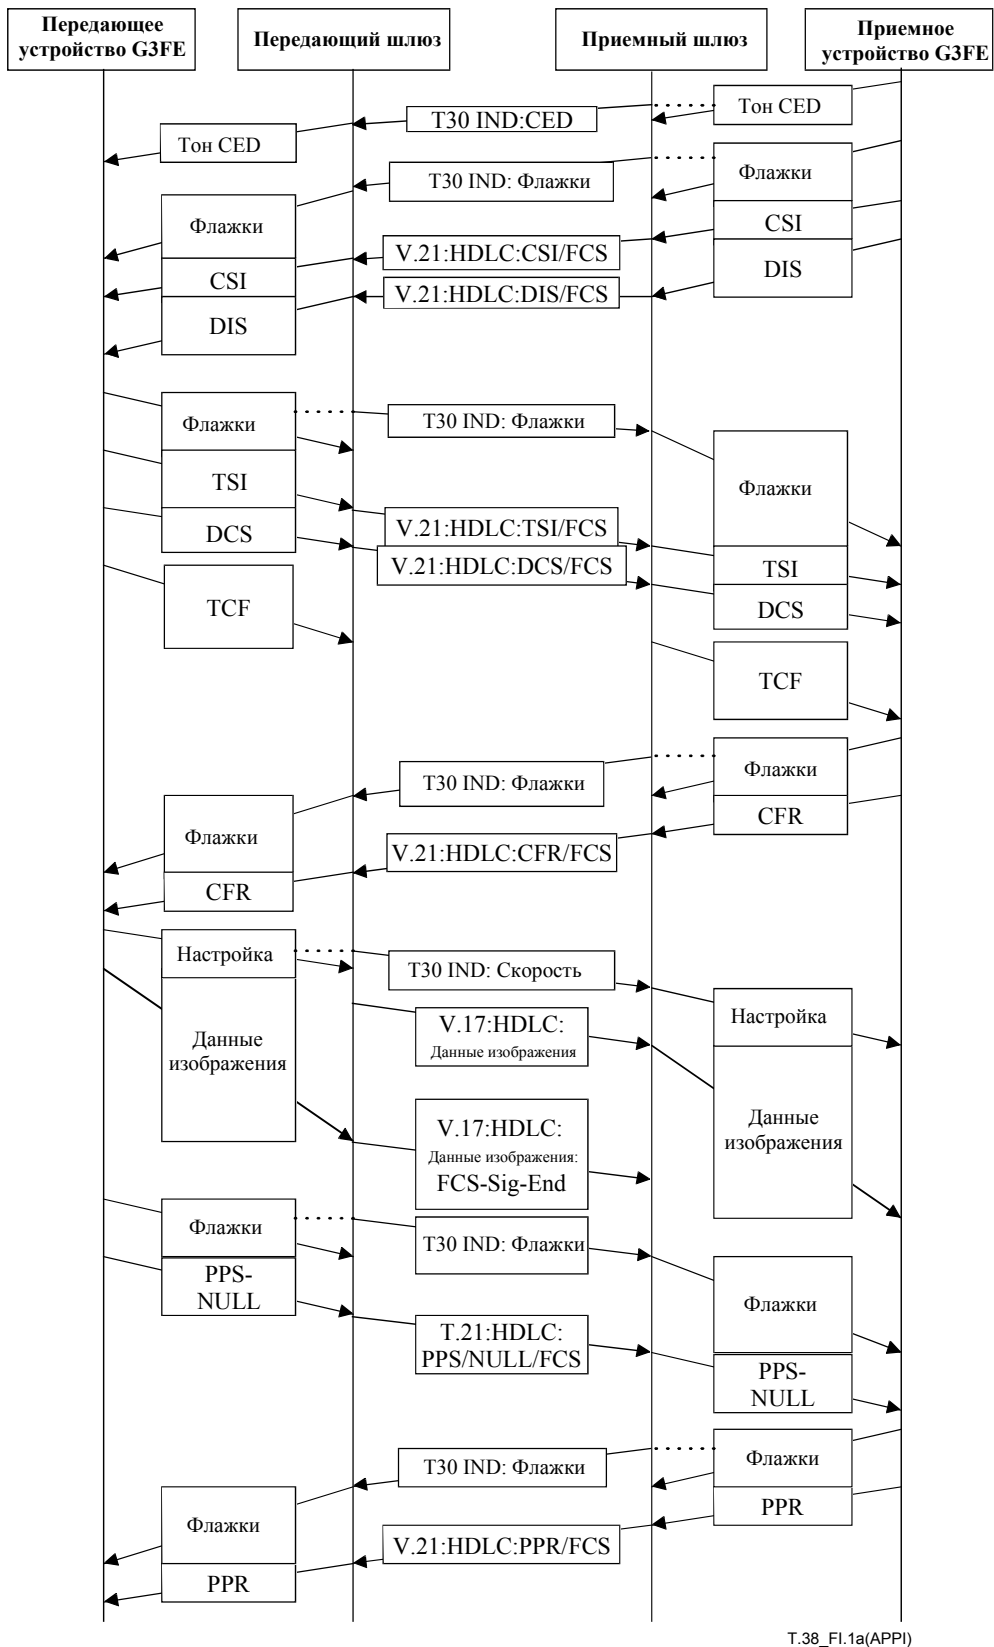 Передающее
устройство G3FE
Передающий шлюз
Приемный шлюз
Приемное
устройство G3FE
Тон CED
T30 IND:CED
Тон CED
Флажки
T30 IND: Флажки
Флажки
CSI
V.21:HDLC:CSI/FCS
CSI
DIS
V.21:HDLC:DIS/FCS
DIS
Флажки
T30 IND: Флажки
Флажки
TSI
V.21:HDLC:TSI/FCS
TSI
DCS
V.21:HDLC:DCS/FCS
DCS
TCF
TCF
Флажки
T30 IND: Флажки
Флажки
CFR
V.21:HDLC:CFR/FCS
CFR
Настройка
T30 IND: Скорость
Настройка
Данные
изображения
V.17:HDLC:
Данные изображения
Данные
изображения
V.17:HDLC:
Данные изображения:
FCS-Sig-End
Флажки
T30 IND: Флажки
Флажки
PPS-
NULL
T.21:HDLC:
PPS/NULL/FCS
PPS-
NULL
Флажки
T30 IND: Флажки
Флажки
PPR
V.21:HDLC:PPR/FCS
PPR
T.38_FI.1a(APPI)